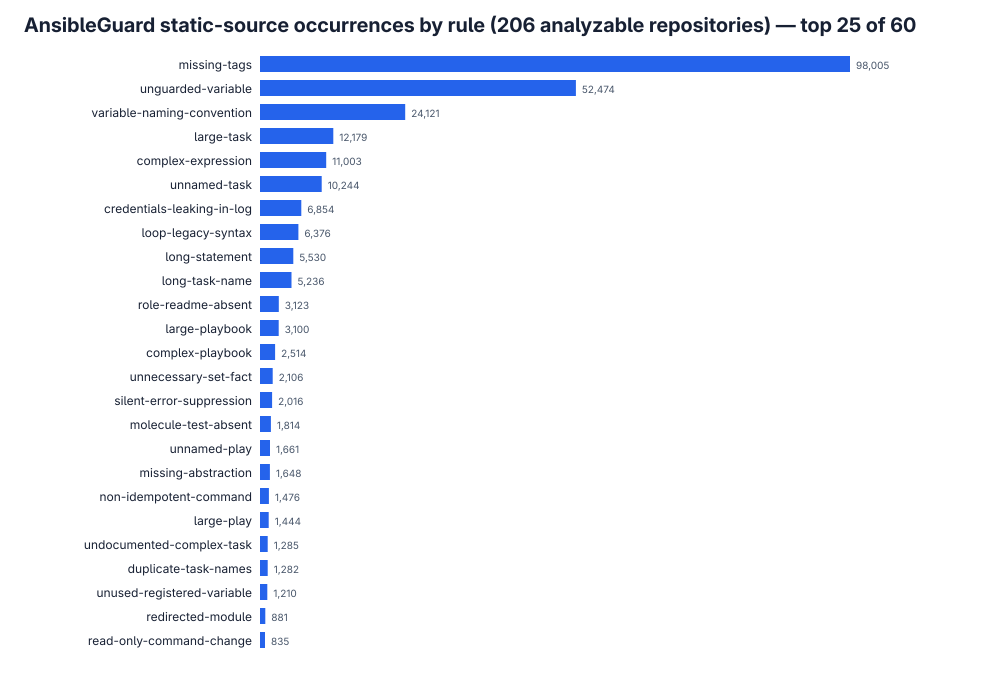 AnsibleGuard static-source occurrences by rule (206 analyzable repositories) — top 25 of 60
missing-tags 98,005
unguarded-variable 52,474
variable-naming-convention 24,121
large-task 12,179
complex-expression 11,003
unnamed-task 10,244
credentials-leaking-in-log 6,854
loop-legacy-syntax 6,376
long-statement 5,530
long-task-name 5,236
role-readme-absent 3,123
large-playbook 3,100
complex-playbook 2,514
unnecessary-set-fact 2,106
silent-error-suppression 2,016
molecule-test-absent 1,814
unnamed-play 1,661
missing-abstraction 1,648
non-idempotent-command 1,476
large-play 1,444
undocumented-complex-task 1,285
duplicate-task-names 1,282
unused-registered-variable 1,210
redirected-module 881
read-only-command-change 835